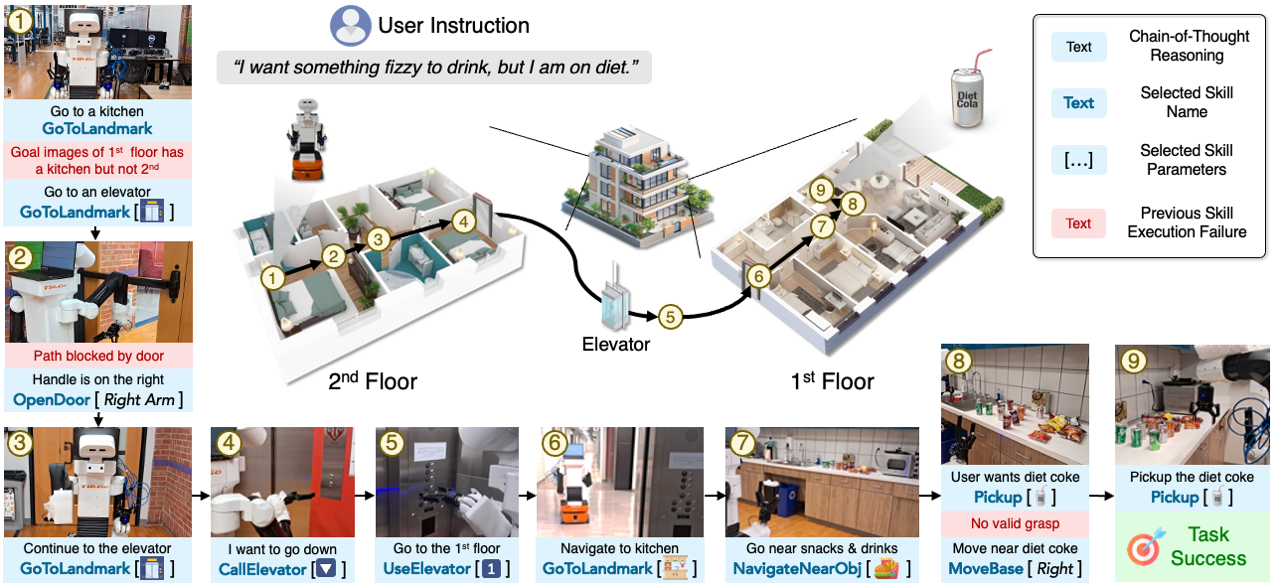 User Instruction
“I want something fizzy to drink, but I am on diet.”
Diet
Cola
Text
Chain-of-Thought
Reasoning
Text
Selected Skill
Name
[...]
Selected Skill
Parameters
Text
Previous Skill
Execution Failure
1
2
3
4
5
6
7
8
9
2nd Floor
Elevator
1st Floor
1
TIAGo
Go to a kitchen
GoToLandmark
Goal images of 1st floor has
a kitchen but not 2nd
Go to an elevator
GoToLandmark [ ]
2
TIAGo
Path blocked by door
Handle is on the right
OpenDoor [ Right Arm ]
3
TIAGo
Continue to the elevator
GoToLandmark [ ]
4
I want to go down
CallElevator [ ]
5
Go to the 1st floor
UseElevator [ 1 ]
6
Navigate to kitchen
GoToLandmark [ ]
7
Go near snacks & drinks
NavigateNearObj [ ]
8
User wants diet coke
Pickup [ ]
No valid grasp
Move near diet coke
MoveBase [ Right ]
9
Pickup the diet coke
Pickup [ ]
Task
Success